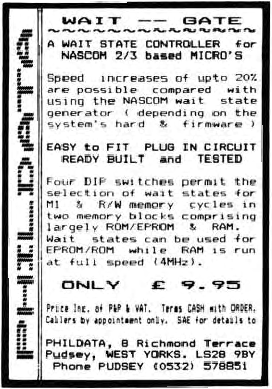 WAIT -- GATE
A WAIT STATE CONTROLLER for
NASCOM 2/3 based MICRO'S
Speed increases of upto 20%
are possible compared with
using the NASCOM wait state
generator ( depending on the
system's hard & firmware )
EASY to FIT PLUG IN CIRCUIT
READY BUILT and TESTED
Four DIP switches permit the
selection of wait states for
M1 & R/W memory cycles in
two memory blocks comprising
largely ROM/EPROM & RAM.
Wait states can be used for
EPROM/ROM while RAM is run
at full speed (4MHz).
ONLY £ 9.95
Price Inc. of P&P & VAT. Terms CASH with ORDER.
Callers by appointment only. SAE for details to
PHILDATA, 8 Richmond Terrace
Pudsey, WEST YORKS. LS28 9BY
Phone PUDSEY (0532) 578851